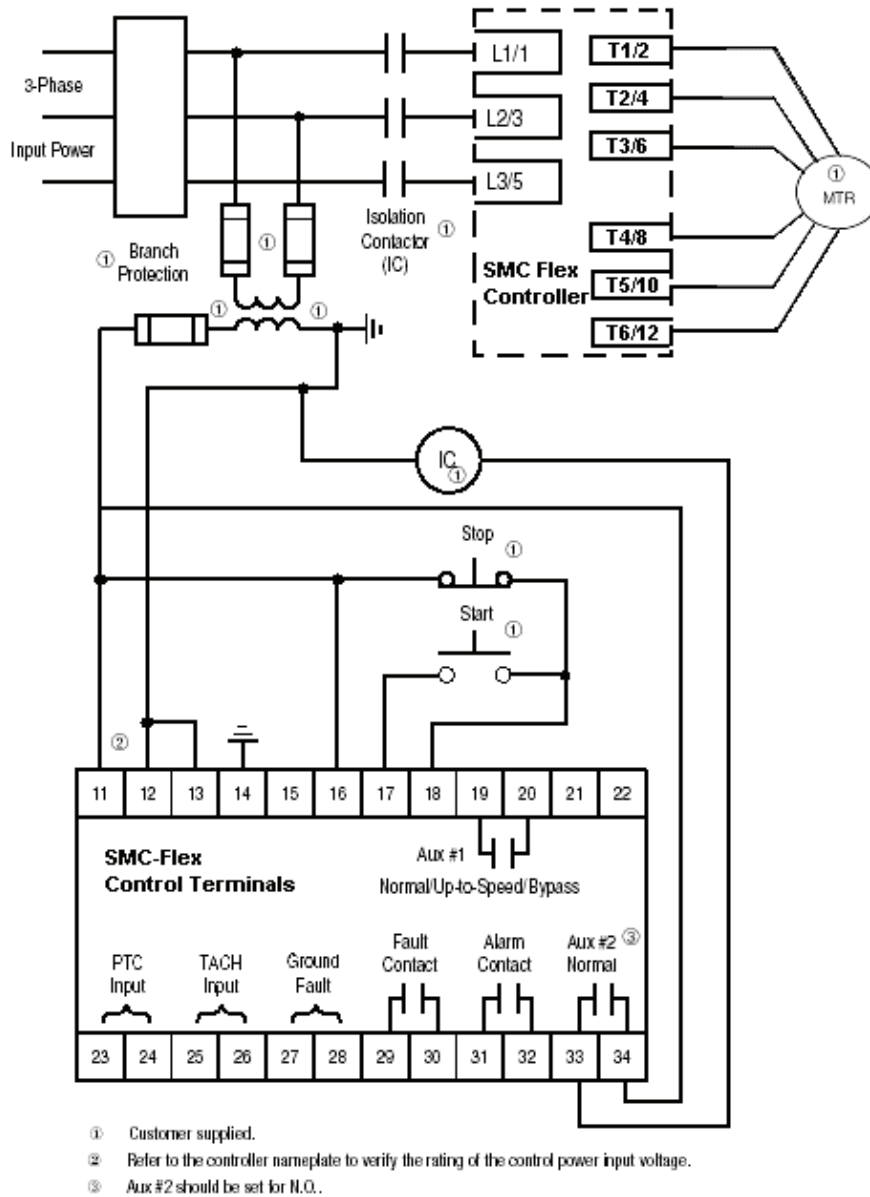 3-Phase
Input Power
① Branch
Protection
①
①
①
Isolation
Contactor ①
(IC)
L1/1
L2/3
L3/5
SMC Flex
Controller
T1/2
T2/4
T3/6
T4/8
T5/10
T6/12
①
MTR
IC ①
Stop ①
Start ①
②
11 12 13 14 15 16 17 18 19 20 21 22
SMC-Flex
Control Terminals
Aux #1
Normal/Up-to-Speed/Bypass
PTC
Input
TACH
Input
Ground
Fault
Fault
Contact
Alarm
Contact
Aux #2 ③
Normal
23 24 25 26 27 28 29 30 31 32 33 34
① Customer supplied.
② Refer to the controller nameplate to verify the rating of the control power input voltage.
③ Aux #2 should be set for N.O..